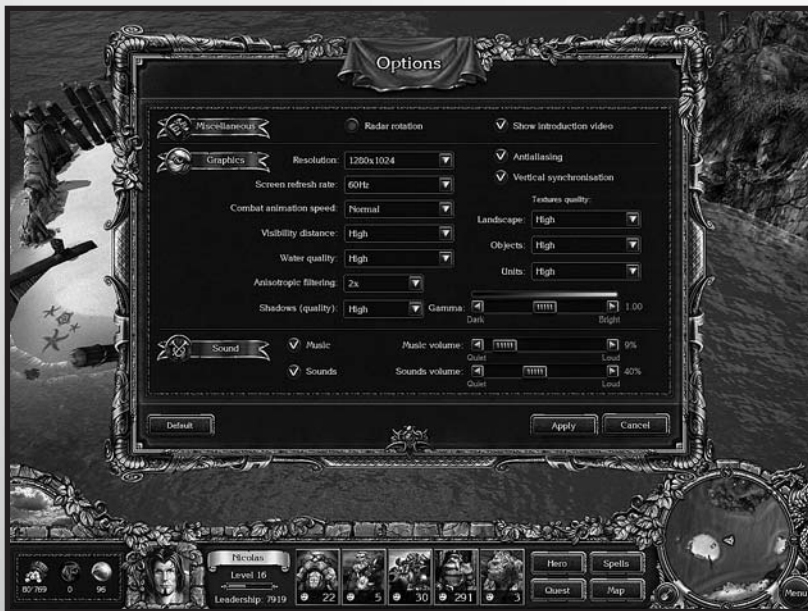 Options
Miscellaneous
Radar rotation
Show introduction video
Graphics
Resolution: 1280x1024
Antialiasing
Screen refresh rate: 60Hz
Vertical synchronisation
Combat animation speed: Normal
Textures quality:
Landscape: High
Visibility distance: High
Objects: High
Water quality: High
Units: High
Anisotropic filtering: 2x
Shadows (quality): High
Gamma: 1.00
Dark Bright
Sound
Music
Music volume: 9%
Quiet Loud
Sounds
Sounds volume: 40%
Quiet Loud
Default
Apply
Cancel
Nicolas
Level 16
Leadership: 7919
80/769 0 96
22 5 30 291 3
Hero Spells
Quest Map
Menu